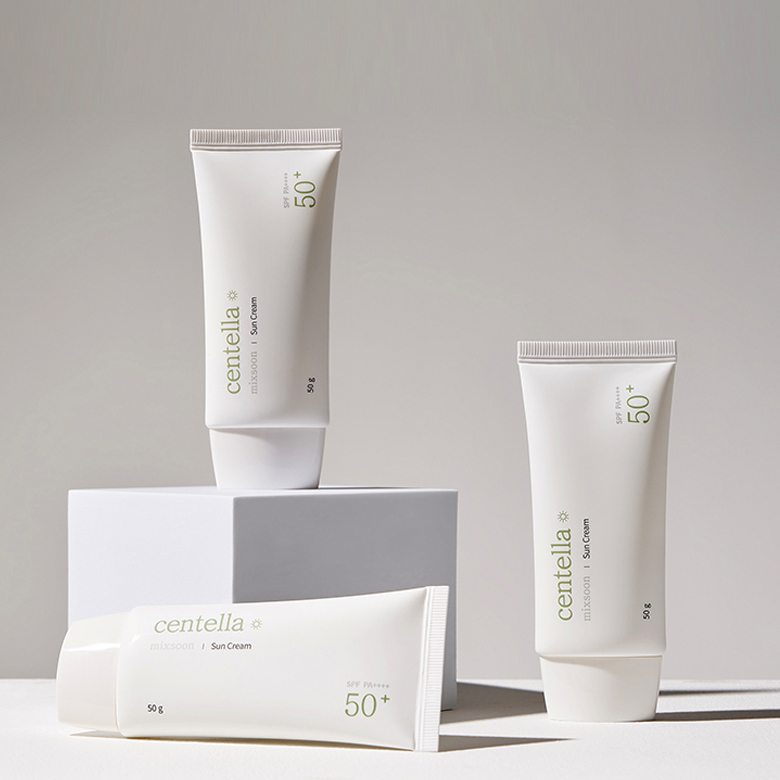 SPF PA++++
50+
centella
mixsoon I Sun Cream
50 g
SPF PA++++
50+
centella
mixsoon I Sun Cream
50 g
centella
mixsoon I Sun Cream
SPF PA++++
50+
50 g